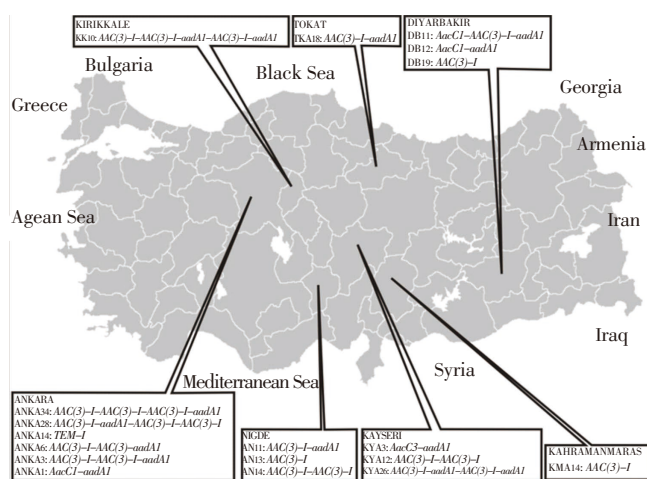 KIRIKKALE
KK10: AAC(3)-I-AAC(3)-I-aadA1-AAC(3)-I-aadA1
TOKAT
TKA18: AAC(3)-I-aadA1
DIYARBAKIR
DB11: AacC1-AAC(3)-I-aadA1
DB12: AacC1-aadA1
DB19: AAC(3)-I
Bulgaria
Black Sea
Georgia
Greece
Armenia
Agean Sea
Iran
Iraq
Syria
Mediterranean Sea
ANKARA
ANKA34: AAC(3)-I-AAC(3)-I-AAC(3)-I-aadA1
ANKA28: AAC(3)-I-aadA1-AAC(3)-I-AAC(3)-I
ANKA14: TEM-I
ANKA6: AAC(3)-I-AAC(3)-aadA1
ANKA3: AAC(3)-I-AAC(3)-I-aadA1
ANKA1: AacC1-aadA1
NIGDE
AN11: AAC(3)-I-aadA1
AN13: AAC(3)-I
AN14: AAC(3)-I-AAC(3)-I
KAYSERI
KYA3: AacC3-aadA1
KYA12: AAC(3)-I-AAC(3)-I
KYA26: AAC(3)-I-aadA1-AAC(3)-I-aadA1
KAHRAMANMARAS
KMA14: AAC(3)-I